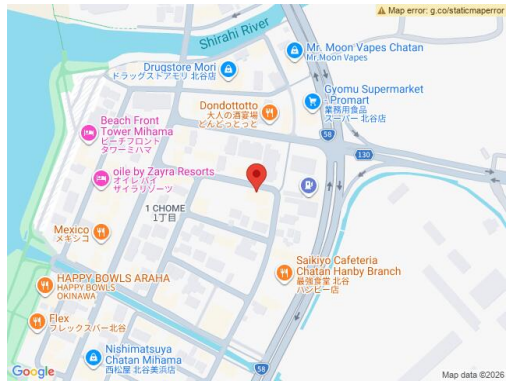 Map error: g.co/staticmaperror
Shirahi River
Mr. Moon Vapes Chatan
Mr.Moon Vapes
Drugstore Mori
ドラッグストアモリ 北谷店
Gyomu Supermarket
Promart
業務用食品
スーパー 北谷店
Dondottotto
大人の酒宴場
どんどっとっと
58
130
Beach Front
Tower Mihama
ビーチフロント
タワーミハマ
oile by Zayra Resorts
オイレ バイ
ザイラリゾーツ
1 CHOME
1丁目
Mexico
メキシコ
Saikiyo Cafeteria
Chatan Hanby Branch
最強食堂 北谷
ハンビー店
HAPPY BOWLS ARAHA
HAPPY BOWLS
OKINAWA
Flex
フレックスバー北谷
Nishimatsuya
Chatan Mihama
西松屋 北谷美浜店
58
Google
Map data ©2026